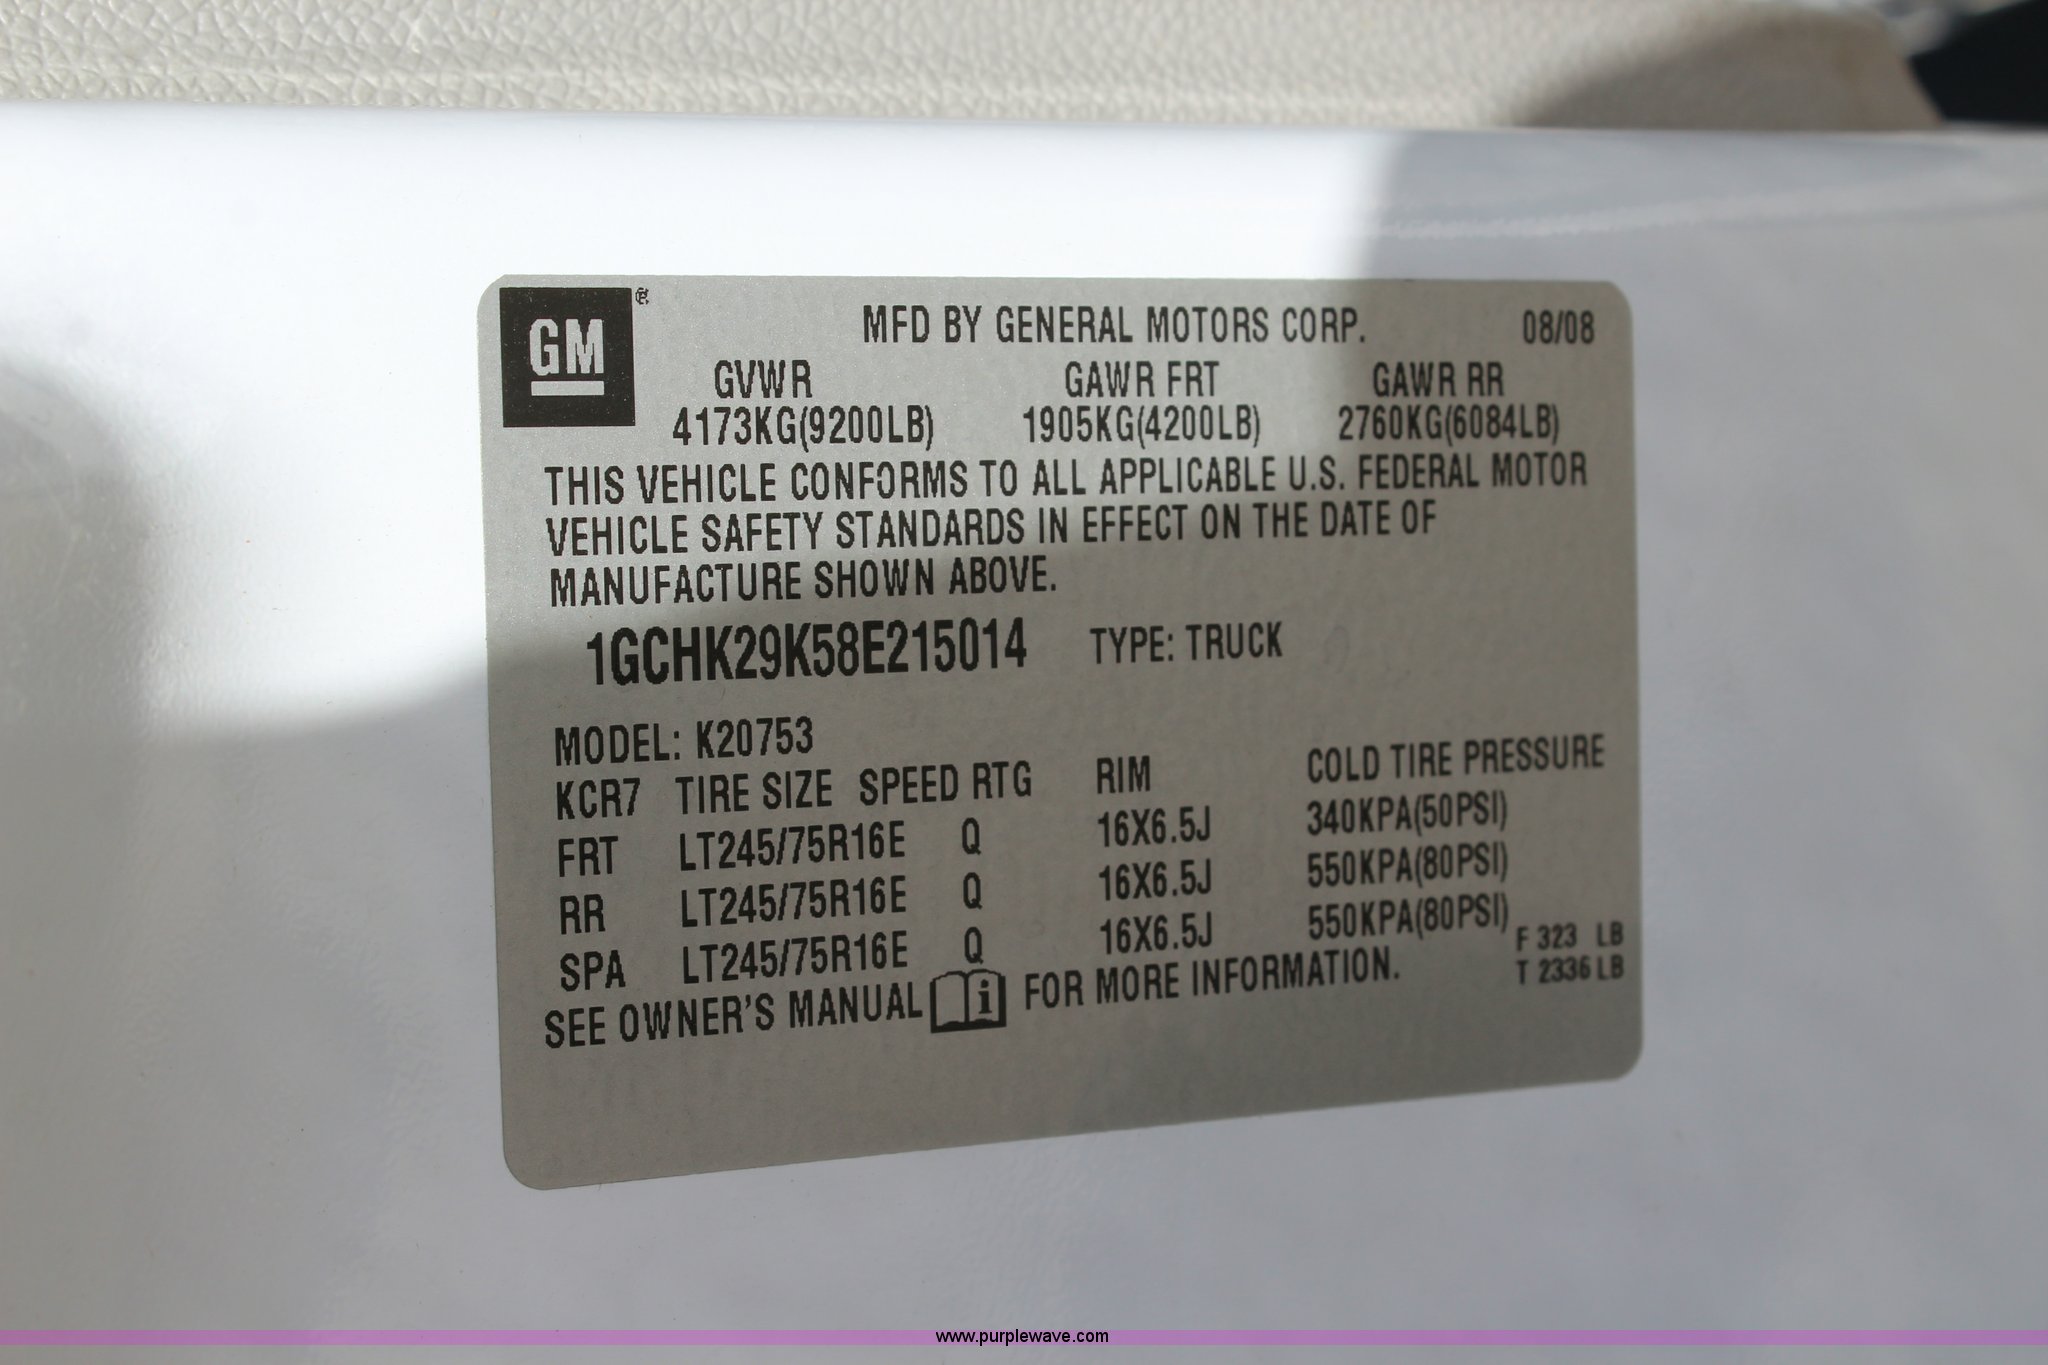 GM
MFD BY GENERAL MOTORS CORP. 08/08
GVWR GAWR FRT GAWR RR
4173KG(9200LB) 1905KG(4200LB) 2760KG(6084LB)
THIS VEHICLE CONFORMS TO ALL APPLICABLE U.S. FEDERAL MOTOR
VEHICLE SAFETY STANDARDS IN EFFECT ON THE DATE OF
MANUFACTURE SHOWN ABOVE.
1GCHK29K58E215014 TYPE: TRUCK
MODEL: K20753
KCR7 TIRE SIZE SPEED RTG RIM COLD TIRE PRESSURE
FRT LT245/75R16E Q 16X6.5J 340KPA(50PSI)
RR LT245/75R16E Q 16X6.5J 550KPA(80PSI)
SPA LT245/75R16E Q 16X6.5J 550KPA(80PSI)
F 323 LB
T 2336 LB
SEE OWNER'S MANUAL i FOR MORE INFORMATION.
www.purplewave.com